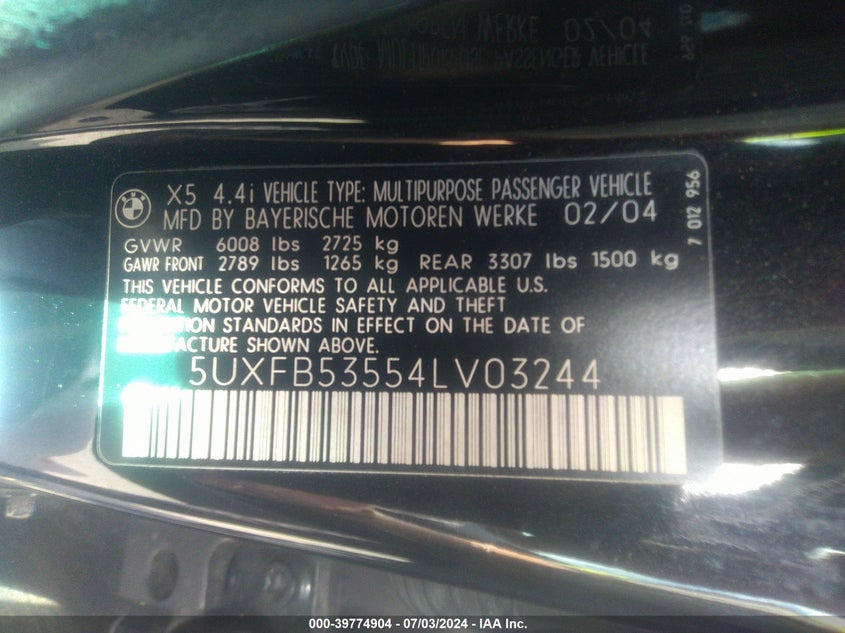 X5 4.4i VEHICLE TYPE: MULTIPURPOSE PASSENGER VEHICLE
MFD BY BAYERISCHE MOTOREN WERKE 02/04
7 012 956
GVWR 6008 lbs 2725 kg
GAWR FRONT 2789 lbs 1265 kg REAR 3307 lbs 1500 kg
THIS VEHICLE CONFORMS TO ALL APPLICABLE U.S.
FEDERAL MOTOR VEHICLE SAFETY AND THEFT
STANDARDS IN EFFECT ON THE DATE OF
SHOWN ABOVE.
5UXFB53554LV03244
000-39774904 - 07/03/2024 - IAA Inc.